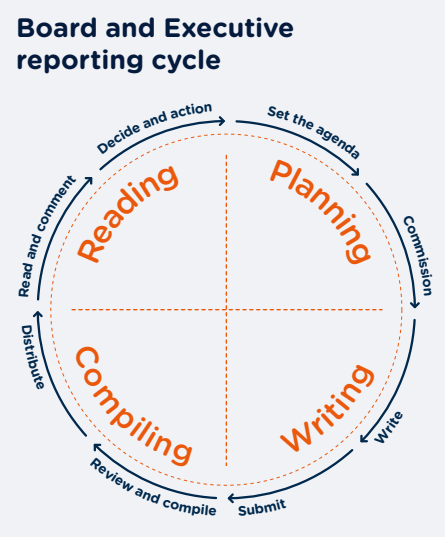 Board and Executive
reporting cycle
Set the agenda
Commission
Write
Submit
Review and compile
Distribute
Read and comment
Decide and action
Planning
Writing
Compiling
Reading